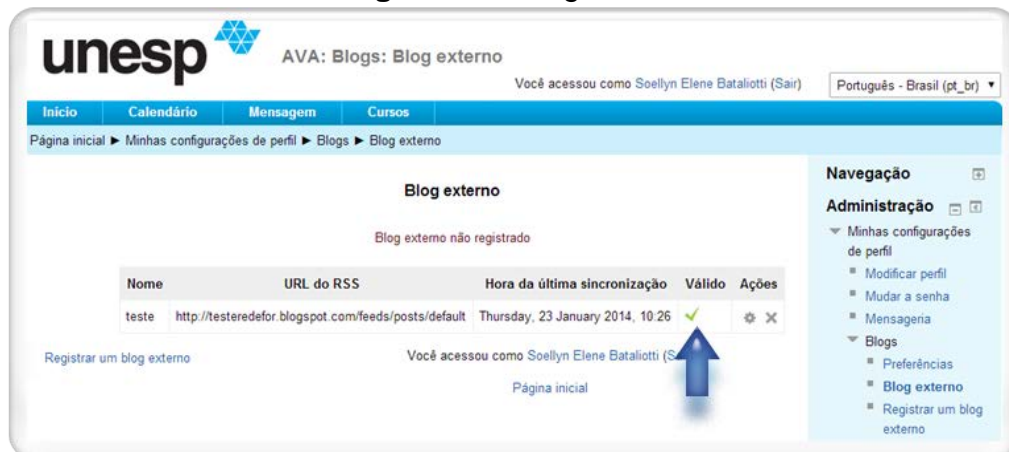 unesp
AVA: Blogs: Blog externo
Você acessou como Soellyn Elene Bataliotti (Sair)
Português - Brasil (pt_br)
Início Calendário Mensagem Cursos
Página inicial ► Minhas configurações de perfil ► Blogs ► Blog externo
Blog externo
Blog externo não registrado
Nome URL do RSS Hora da última sincronização Válido Ações
teste http://testeredefor.blogspot.com/feeds/posts/default Thursday, 23 January 2014, 10:26
Registrar um blog externo
Você acessou como Soellyn Elene Bataliotti (S
Página inicial
Navegação
Administração
Minhas configurações
de perfil
Modificar perfil
Mudar a senha
Mensageria
Blogs
Preferências
Blog externo
Registrar um blog
externo